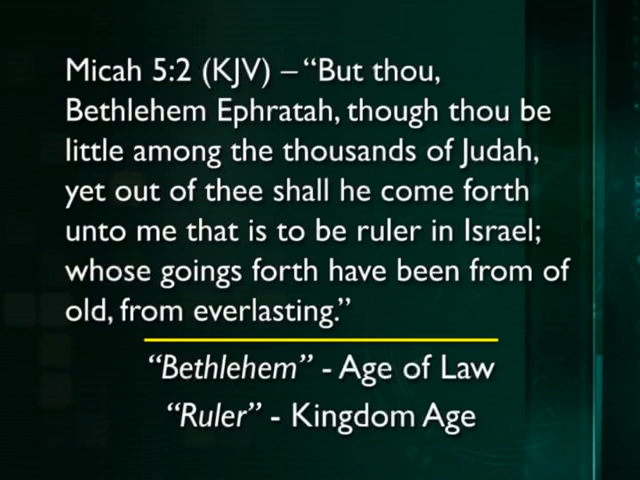 Micah 5:2 (KJV) – “But thou,
Bethlehem Ephratah, though thou be
little among the thousands of Judah,
yet out of thee shall he come forth
unto me that is to be ruler in Israel;
whose goings forth have been from of
old, from everlasting.”
“Bethlehem” - Age of Law
“Ruler” - Kingdom Age